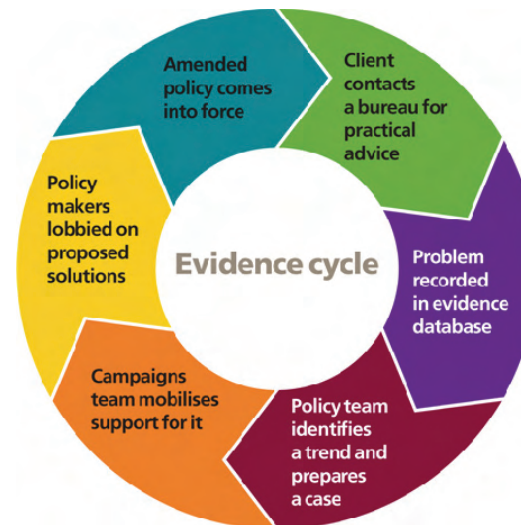 Evidence cycle
Client
contacts
a bureau for
practical
advice
Problem
recorded
in evidence
database
Policy team
identifies
a trend and
prepares
a case
Campaigns
team mobilises
support for it
Policy
makers
lobbied on
proposed
solutions
Amended
policy comes
into force